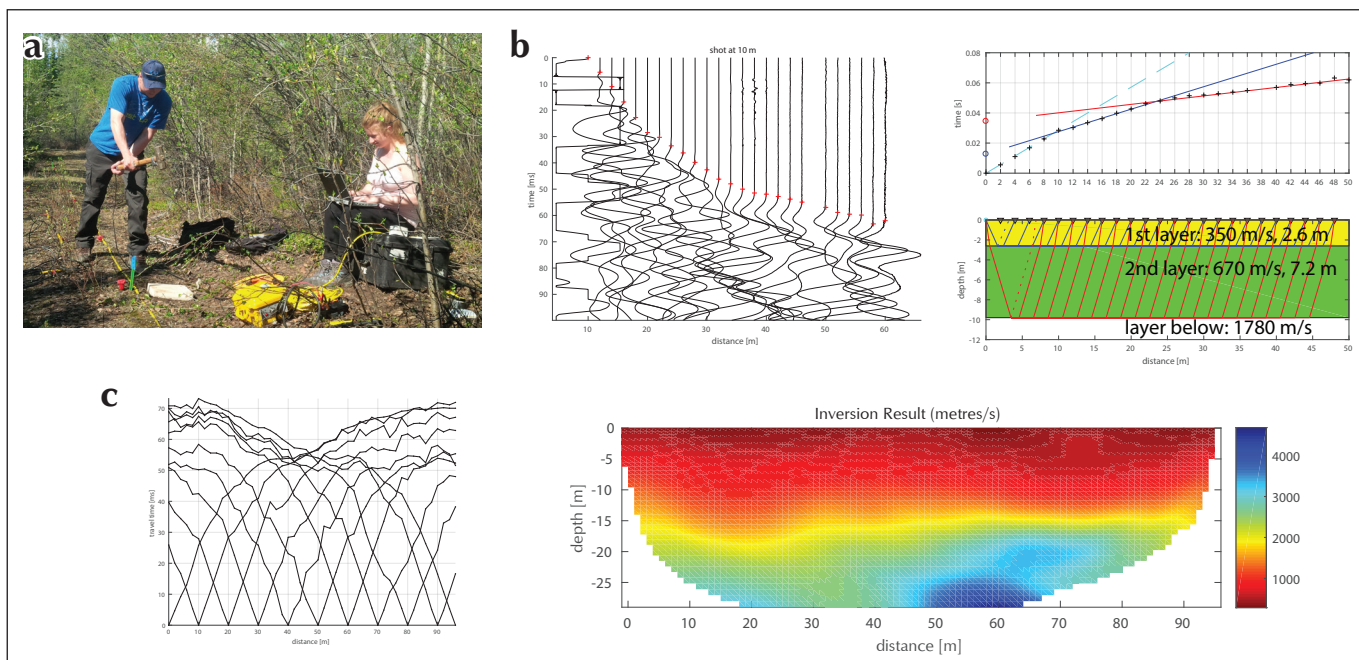 a
b
shot at 10 m
0
10
20
30
40
50
60
70
80
90
time [ms]
10 20 30 40 50 60
distance [m]
0.08
0.06
0.04
0.02
0
time [s]
0 2 4 6 8 10 12 14 16 18 20 22 24 26 28 30 32 34 36 38 40 42 44 46 48 50
0
-2
-4
-6
-8
-10
-12
depth [m]
1st layer: 350 m/s, 2.6 m
2nd layer: 670 m/s, 7.2 m
layer below: 1780 m/s
0 5 10 15 20 25 30 35 40 45 50
distance [m]
c
70
60
50
40
30
20
10
0
travel time [ms]
0 10 20 30 40 50 60 70 80 90
distance [m]
Inversion Result (metres/s)
0
-5
-10
-15
-20
-25
depth [m]
0 10 20 30 40 50 60 70 80 90
distance [m]
4000
3000
2000
1000